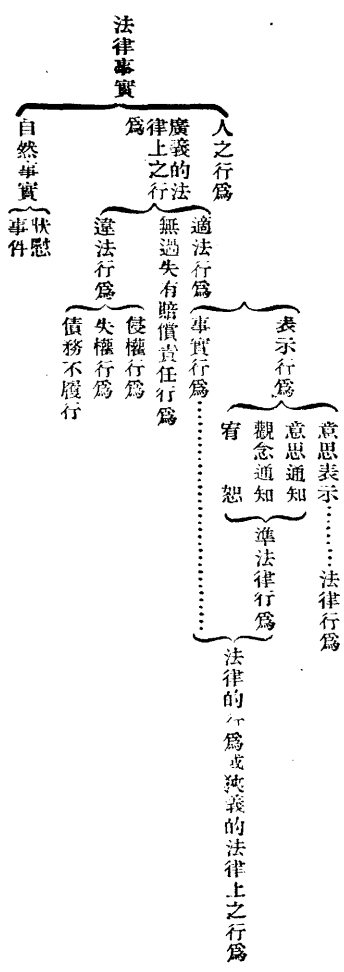 法律事實
人之行爲
廣義的法
律上之行
爲
適法行爲
表示行爲
意思表示………法律行爲
意思通知
觀念通知
宥恕
準法律行爲
事實行爲
法律的行爲或狹義的法律上之行爲
無過失有賠償責任行爲
違法行爲
侵權行爲
失權行爲
債務不履行
自然事實
狀慰
事件